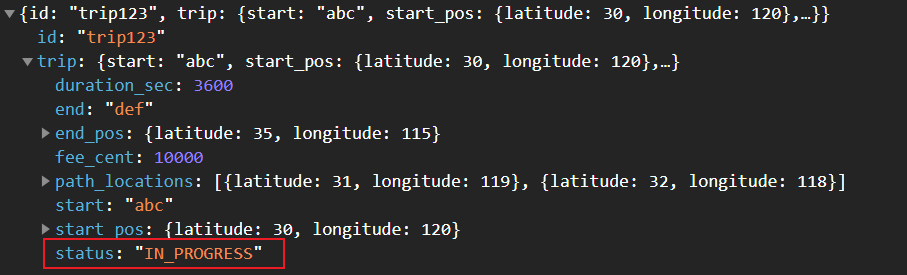 {id: "trip123", trip: {start: "abc", start_pos: {latitude: 30, longitude: 120},…}}
id: "trip123"
trip: {start: "abc", start_pos: {latitude: 30, longitude: 120},…}
duration_sec: 3600
end: "def"
end_pos: {latitude: 35, longitude: 115}
fee_cent: 10000
path_locations: [{latitude: 31, longitude: 119}, {latitude: 32, longitude: 118}]
start: "abc"
start_pos: {latitude: 30, longitude: 120}
status: "IN_PROGRESS"